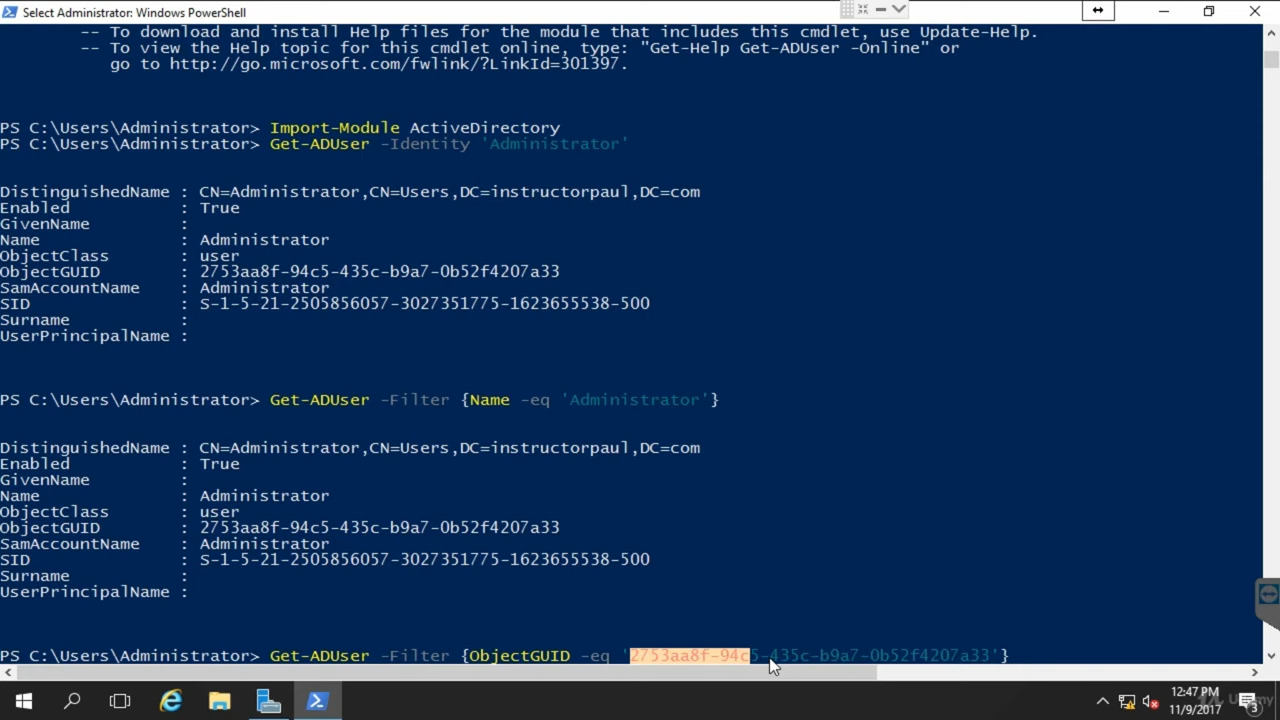 Select Administrator: Windows PowerShell
-- To download and install Help files for the module that includes this cmdlet, use Update-Help.
-- To view the Help topic for this cmdlet online, type: "Get-Help Get-ADUser -Online" or
go to http://go.microsoft.com/fwlink/?LinkId=301397.
PS C:\Users\Administrator> Import-Module ActiveDirectory
PS C:\Users\Administrator> Get-ADUser -Identity 'Administrator'
DistinguishedName : CN=Administrator,CN=Users,DC=instructorpaul,DC=com
Enabled : True
GivenName :
Name : Administrator
ObjectClass : user
ObjectGUID : 2753aa8f-94c5-435c-b9a7-0b52f4207a33
SamAccountName : Administrator
SID : S-1-5-21-2505856057-3027351775-1623655538-500
Surname :
UserPrincipalName :
PS C:\Users\Administrator> Get-ADUser -Filter {Name -eq 'Administrator'}
DistinguishedName : CN=Administrator,CN=Users,DC=instructorpaul,DC=com
Enabled : True
GivenName :
Name : Administrator
ObjectClass : user
ObjectGUID : 2753aa8f-94c5-435c-b9a7-0b52f4207a33
SamAccountName : Administrator
SID : S-1-5-21-2505856057-3027351775-1623655538-500
Surname :
UserPrincipalName :
PS C:\Users\Administrator> Get-ADUser -Filter {ObjectGUID -eq '2753aa8f-94c5-435c-b9a7-0b52f4207a33'}
12:47 PM
11/9/2017
3